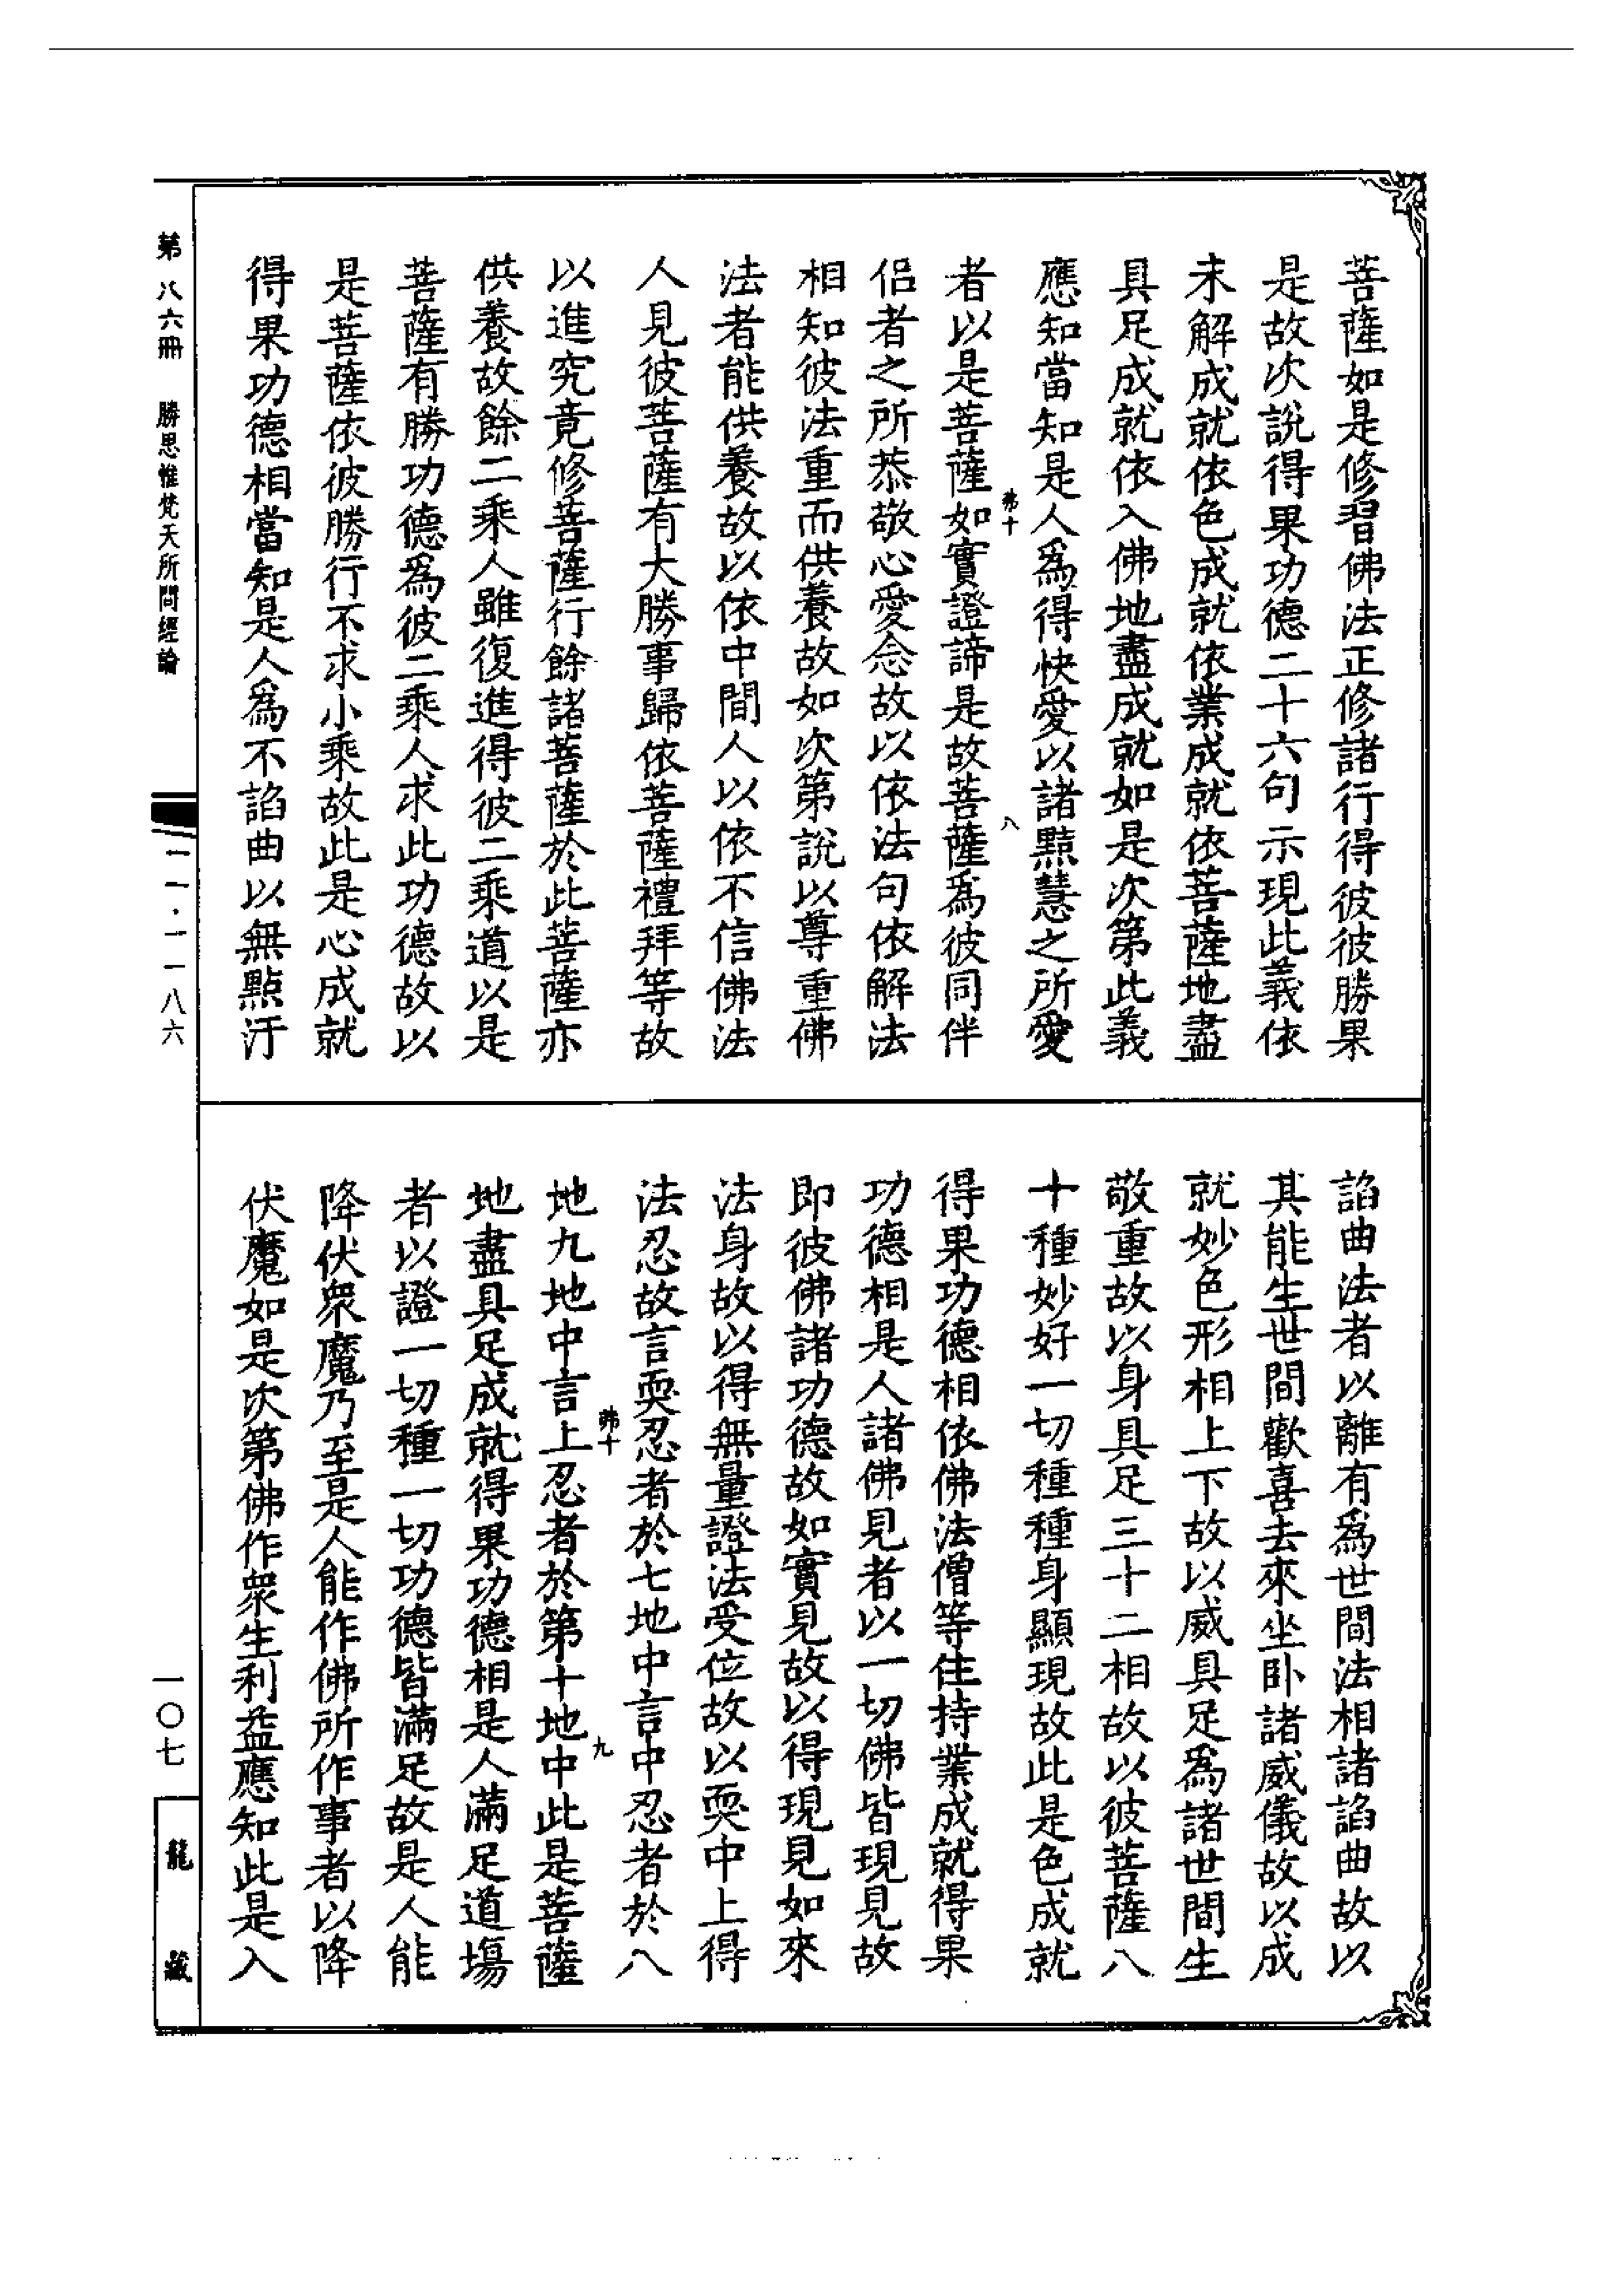 菩薩如是修習佛法正修諸行得彼彼勝果
是故次說得果功德二十六句示現此義依
未解成就依色成就依業成就依菩薩地盡
具足成就依入佛地盡成就如是次第此義
應知當知是人爲得快愛以諸黠慧之所愛
者以是菩薩如實證諦是故菩薩爲彼同伴
侣者之所恭敬心愛念故以依法句依解法
相知彼法重而供養故如次第說以尊重佛
法者能供養故以依中間人以依不信佛法
人見彼菩薩有大勝事歸依菩薩禮拜等故
以進究竟修菩薩行餘諸菩薩於此菩薩亦
供養故餘二乘人雖復進得彼二乘道以是
菩薩有勝功德爲彼二乘人求此功德故以
是菩薩依彼勝行不求小乘故此是心成就
得果功德相當知是人爲不諂曲以無點汙
諂曲法者以離有爲世間法相諸諂曲故以
其能生世間歡喜去來坐卧諸威儀故以成
就妙色形相上下故以威具足爲諸世間生
敬重故以身具足三十二相故以彼菩薩八
十種妙好一切種種身顯現故此是色成就
得果功德相依佛法僧等住持業成就得果
功德相是人諸佛見者以一切佛皆現見故
即彼佛諸功德故如實見故以得現見如來
法身故以得無量證法受位故以耎中上得
法忍故言耎忍者於七地中言中忍者於八
地九地中言上忍者於第十地中此是菩薩
地盡具足成就得果功德相是人滿足道場
者以證一切種一切功德皆滿足故是人能
降伏衆魔乃至是人能作佛所作事者以降
伏魔如是次第佛作衆生利益應知此是入
第八六冊 勝思惟梵天所問經論
一一·一一八六
一〇七
龍藏
弗十
八
弗十
九